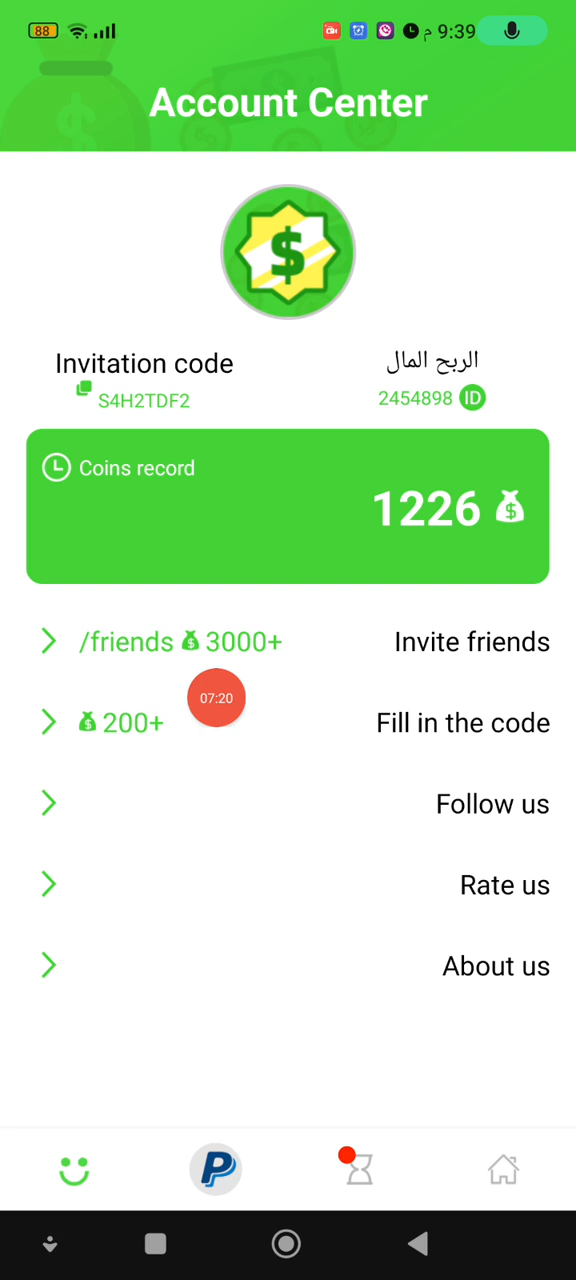 88 م 9:39
Account Center
$
Invitation code
S4H2TDF2
الربح المال
2454898 ID
Coins record
1226
/friends 3000+ Invite friends
07:20
200+ Fill in the code
Follow us
Rate us
About us